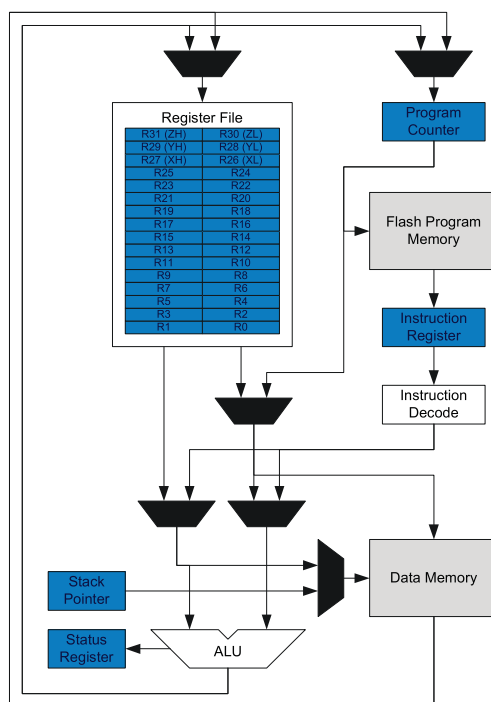 Register File
R31 (ZH) R30 (ZL)
R29 (YH) R28 (YL)
R27 (XH) R26 (XL)
R25 R24
R23 R22
R21 R20
R19 R18
R17 R16
R15 R14
R13 R12
R11 R10
R9 R8
R7 R6
R5 R4
R3 R2
R1 R0
Program
Counter
Flash Program
Memory
Instruction
Register
Instruction
Decode
Data Memory
Stack
Pointer
Status
Register
ALU